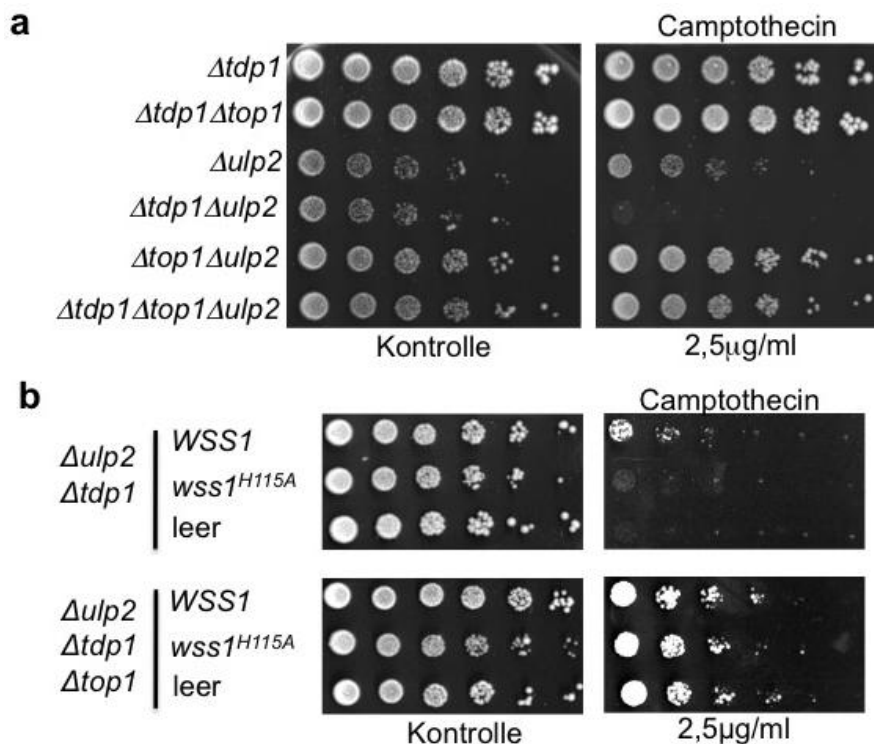 a
Camptothecin
Δtdp1
Δtdp1Δtop1
Δulp2
Δtdp1Δulp2
Δtop1Δulp2
Δtdp1Δtop1Δulp2
Kontrolle
2,5μg/ml
b
Camptothecin
Δulp2
Δtdp1
WSS1
wss1H115A
leer
Δulp2
Δtdp1
Δtop1
WSS1
wss1H115A
leer
Kontrolle
2,5μg/ml